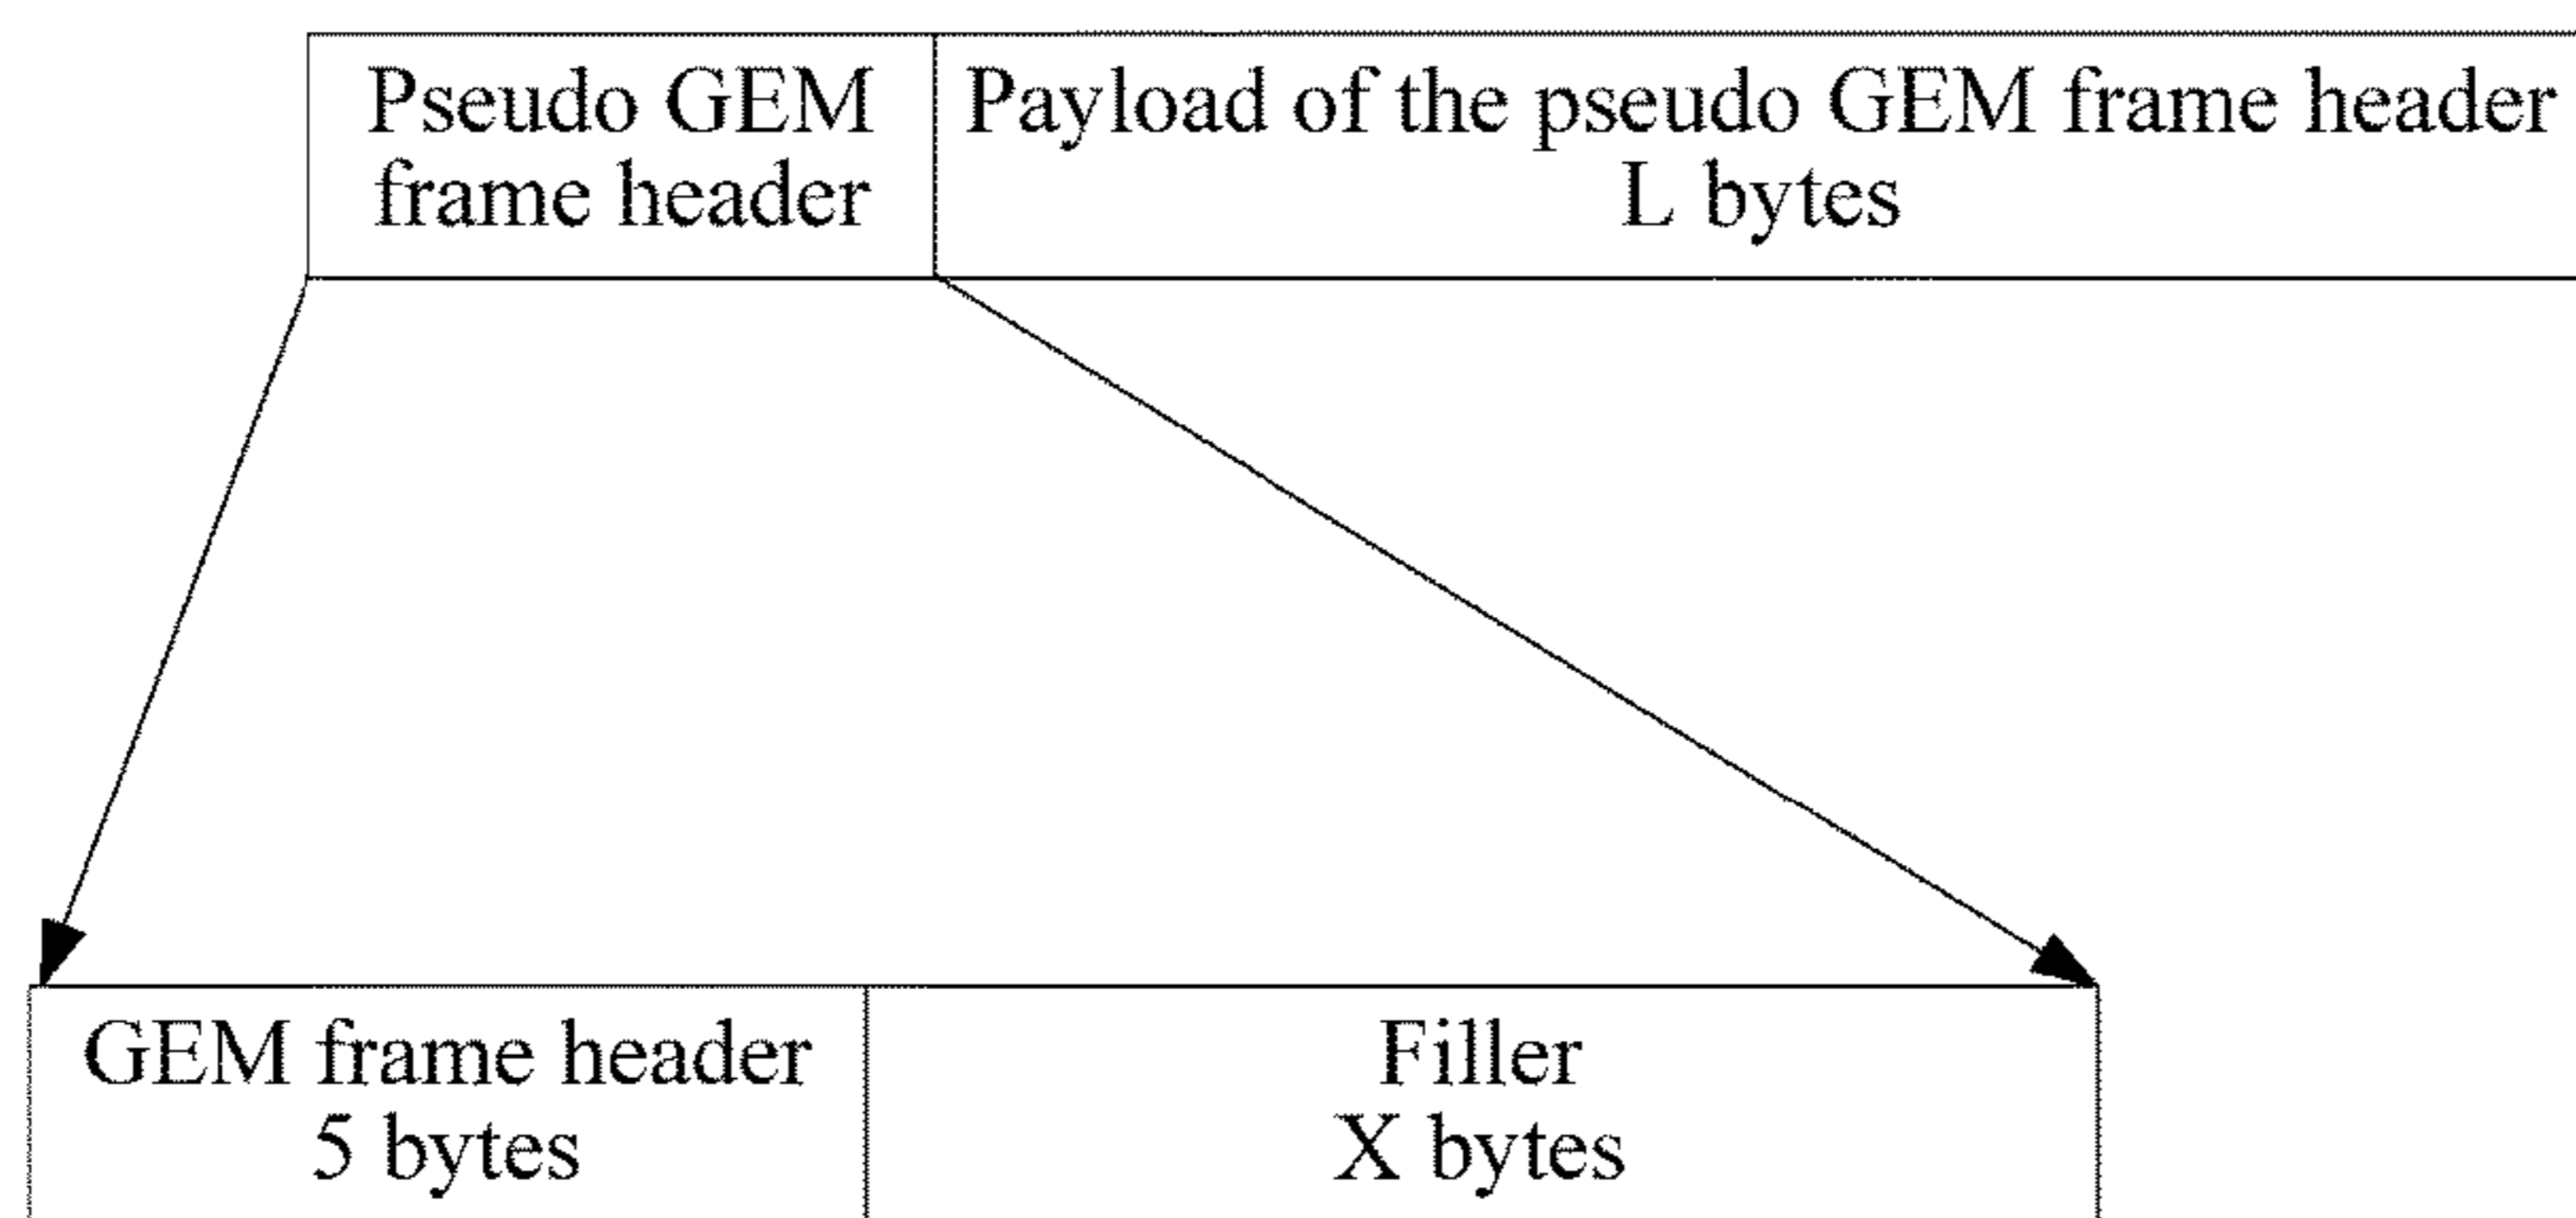 Pseudo GEM
frame header
Payload of the pseudo GEM frame header
L bytes
GEM frame header
5 bytes
Filler
X bytes